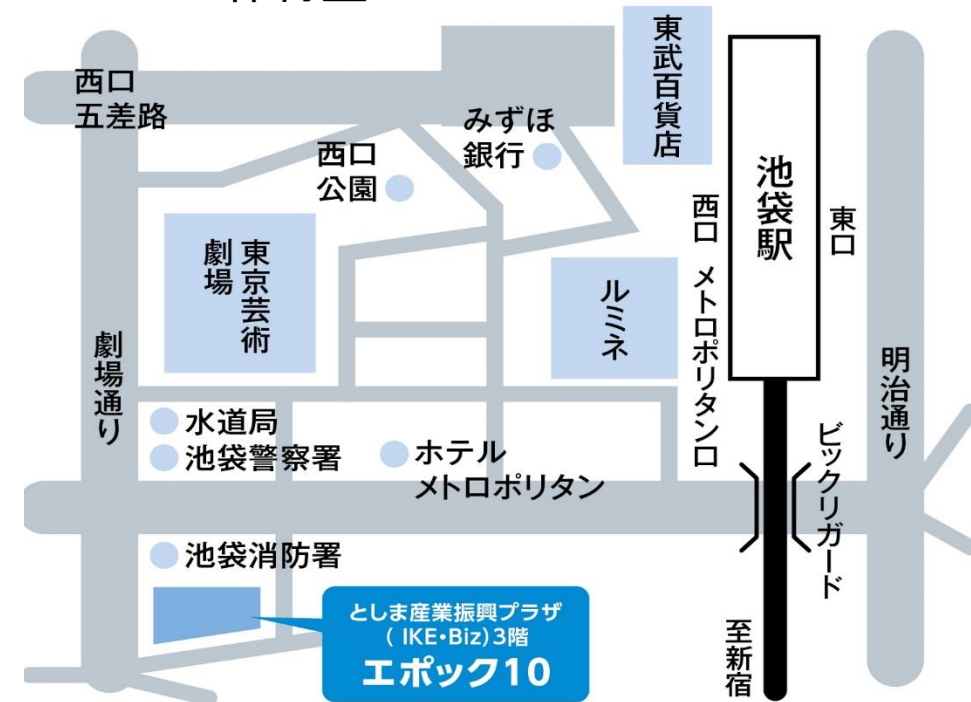 西口
五差路
みずほ
銀行
西口
公園
東武百貨店
池袋駅
西口
東口
東京芸術
劇場
ルミネ
メトロポリタン口
劇場通り
明治通り
水道局
池袋警察署
ホテル
メトロポリタン
ビックリガード
池袋消防署
としま産業振興プラザ
( IKE・Biz)3階
エポック10
至新宿